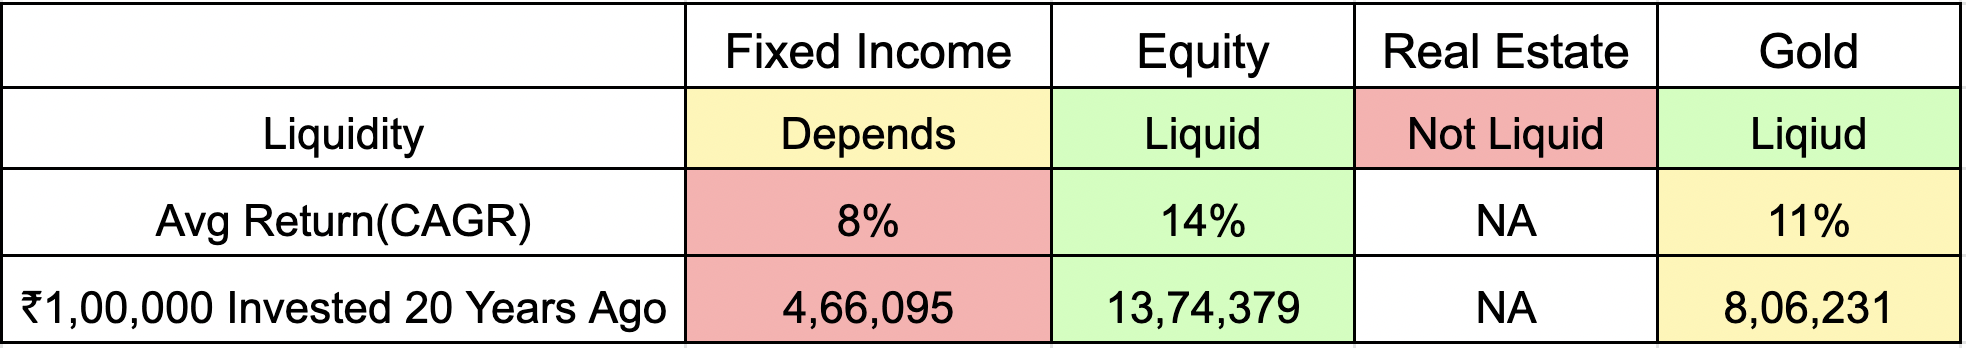 Fixed Income Equity Real Estate Gold
Liquidity Depends Liquid Not Liquid Liqiud
Avg Return(CAGR) 8% 14% NA 11%
₹1,00,000 Invested 20 Years Ago 4,66,095 13,74,379 NA 8,06,231